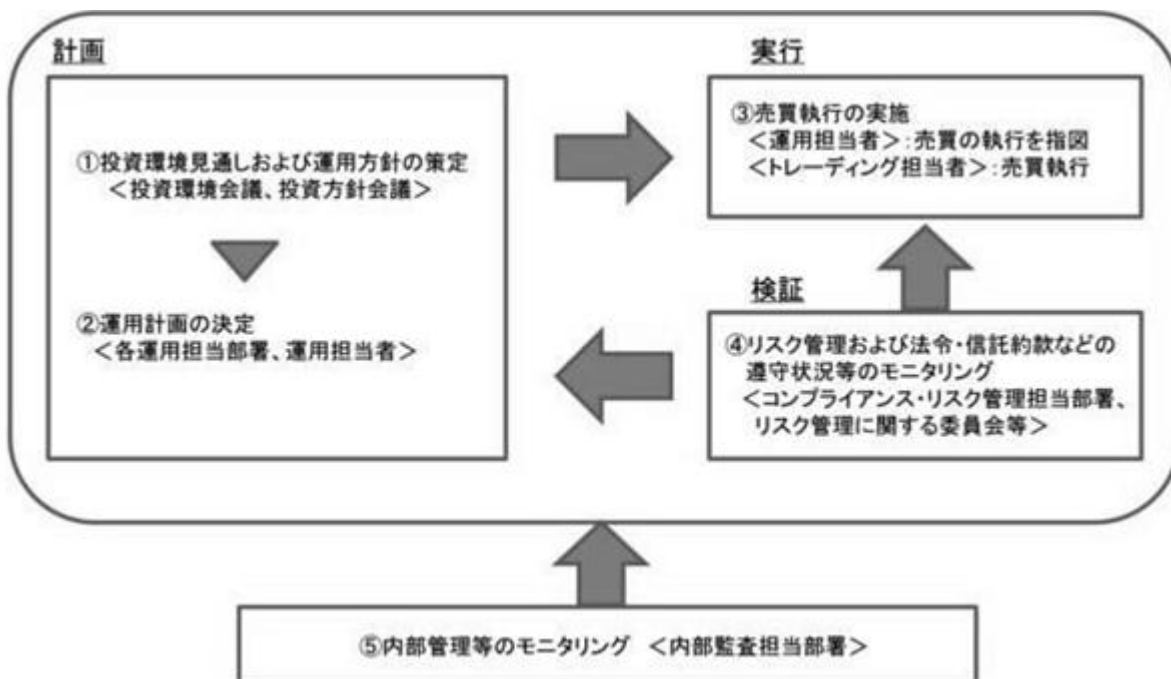 計画
①投資環境見通しおよび運用方針の策定
＜投資環境会議、投資方針会議＞
②運用計画の決定
＜各運用担当部署、運用担当者＞
実行
③売買執行の実施
＜運用担当者＞：売買の執行を指図
＜トレーディング担当者＞：売買執行
検証
④リスク管理および法令・信託約款などの
遵守状況等のモニタリング
＜コンプライアンス・リスク管理担当部署、
リスク管理に関する委員会等＞
⑤内部管理等のモニタリング ＜内部監査担当部署＞